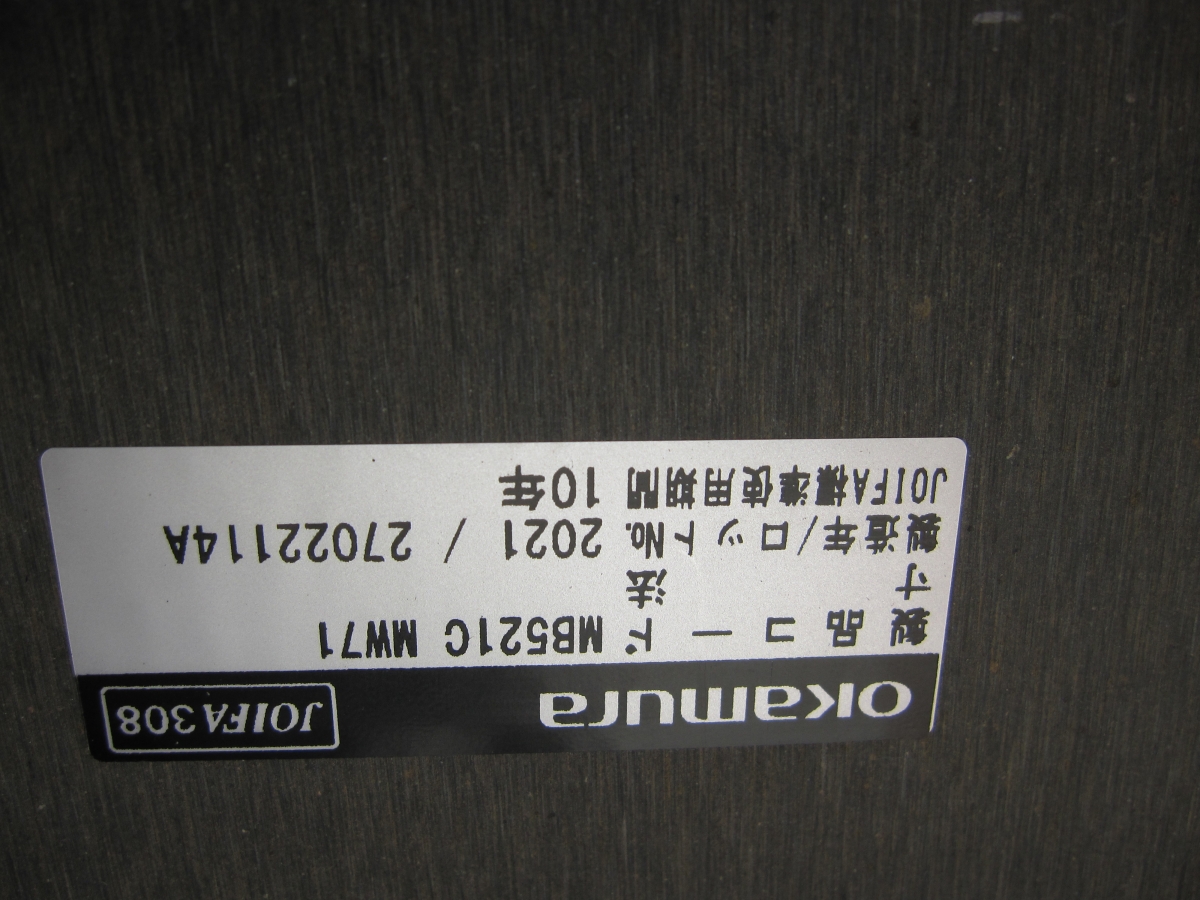 okamura JOIFA308
製品コード MB521C MW71
寸法
製造年/ロットNo. 2021 / 27022114A
JOIFA標準使用期間 10年